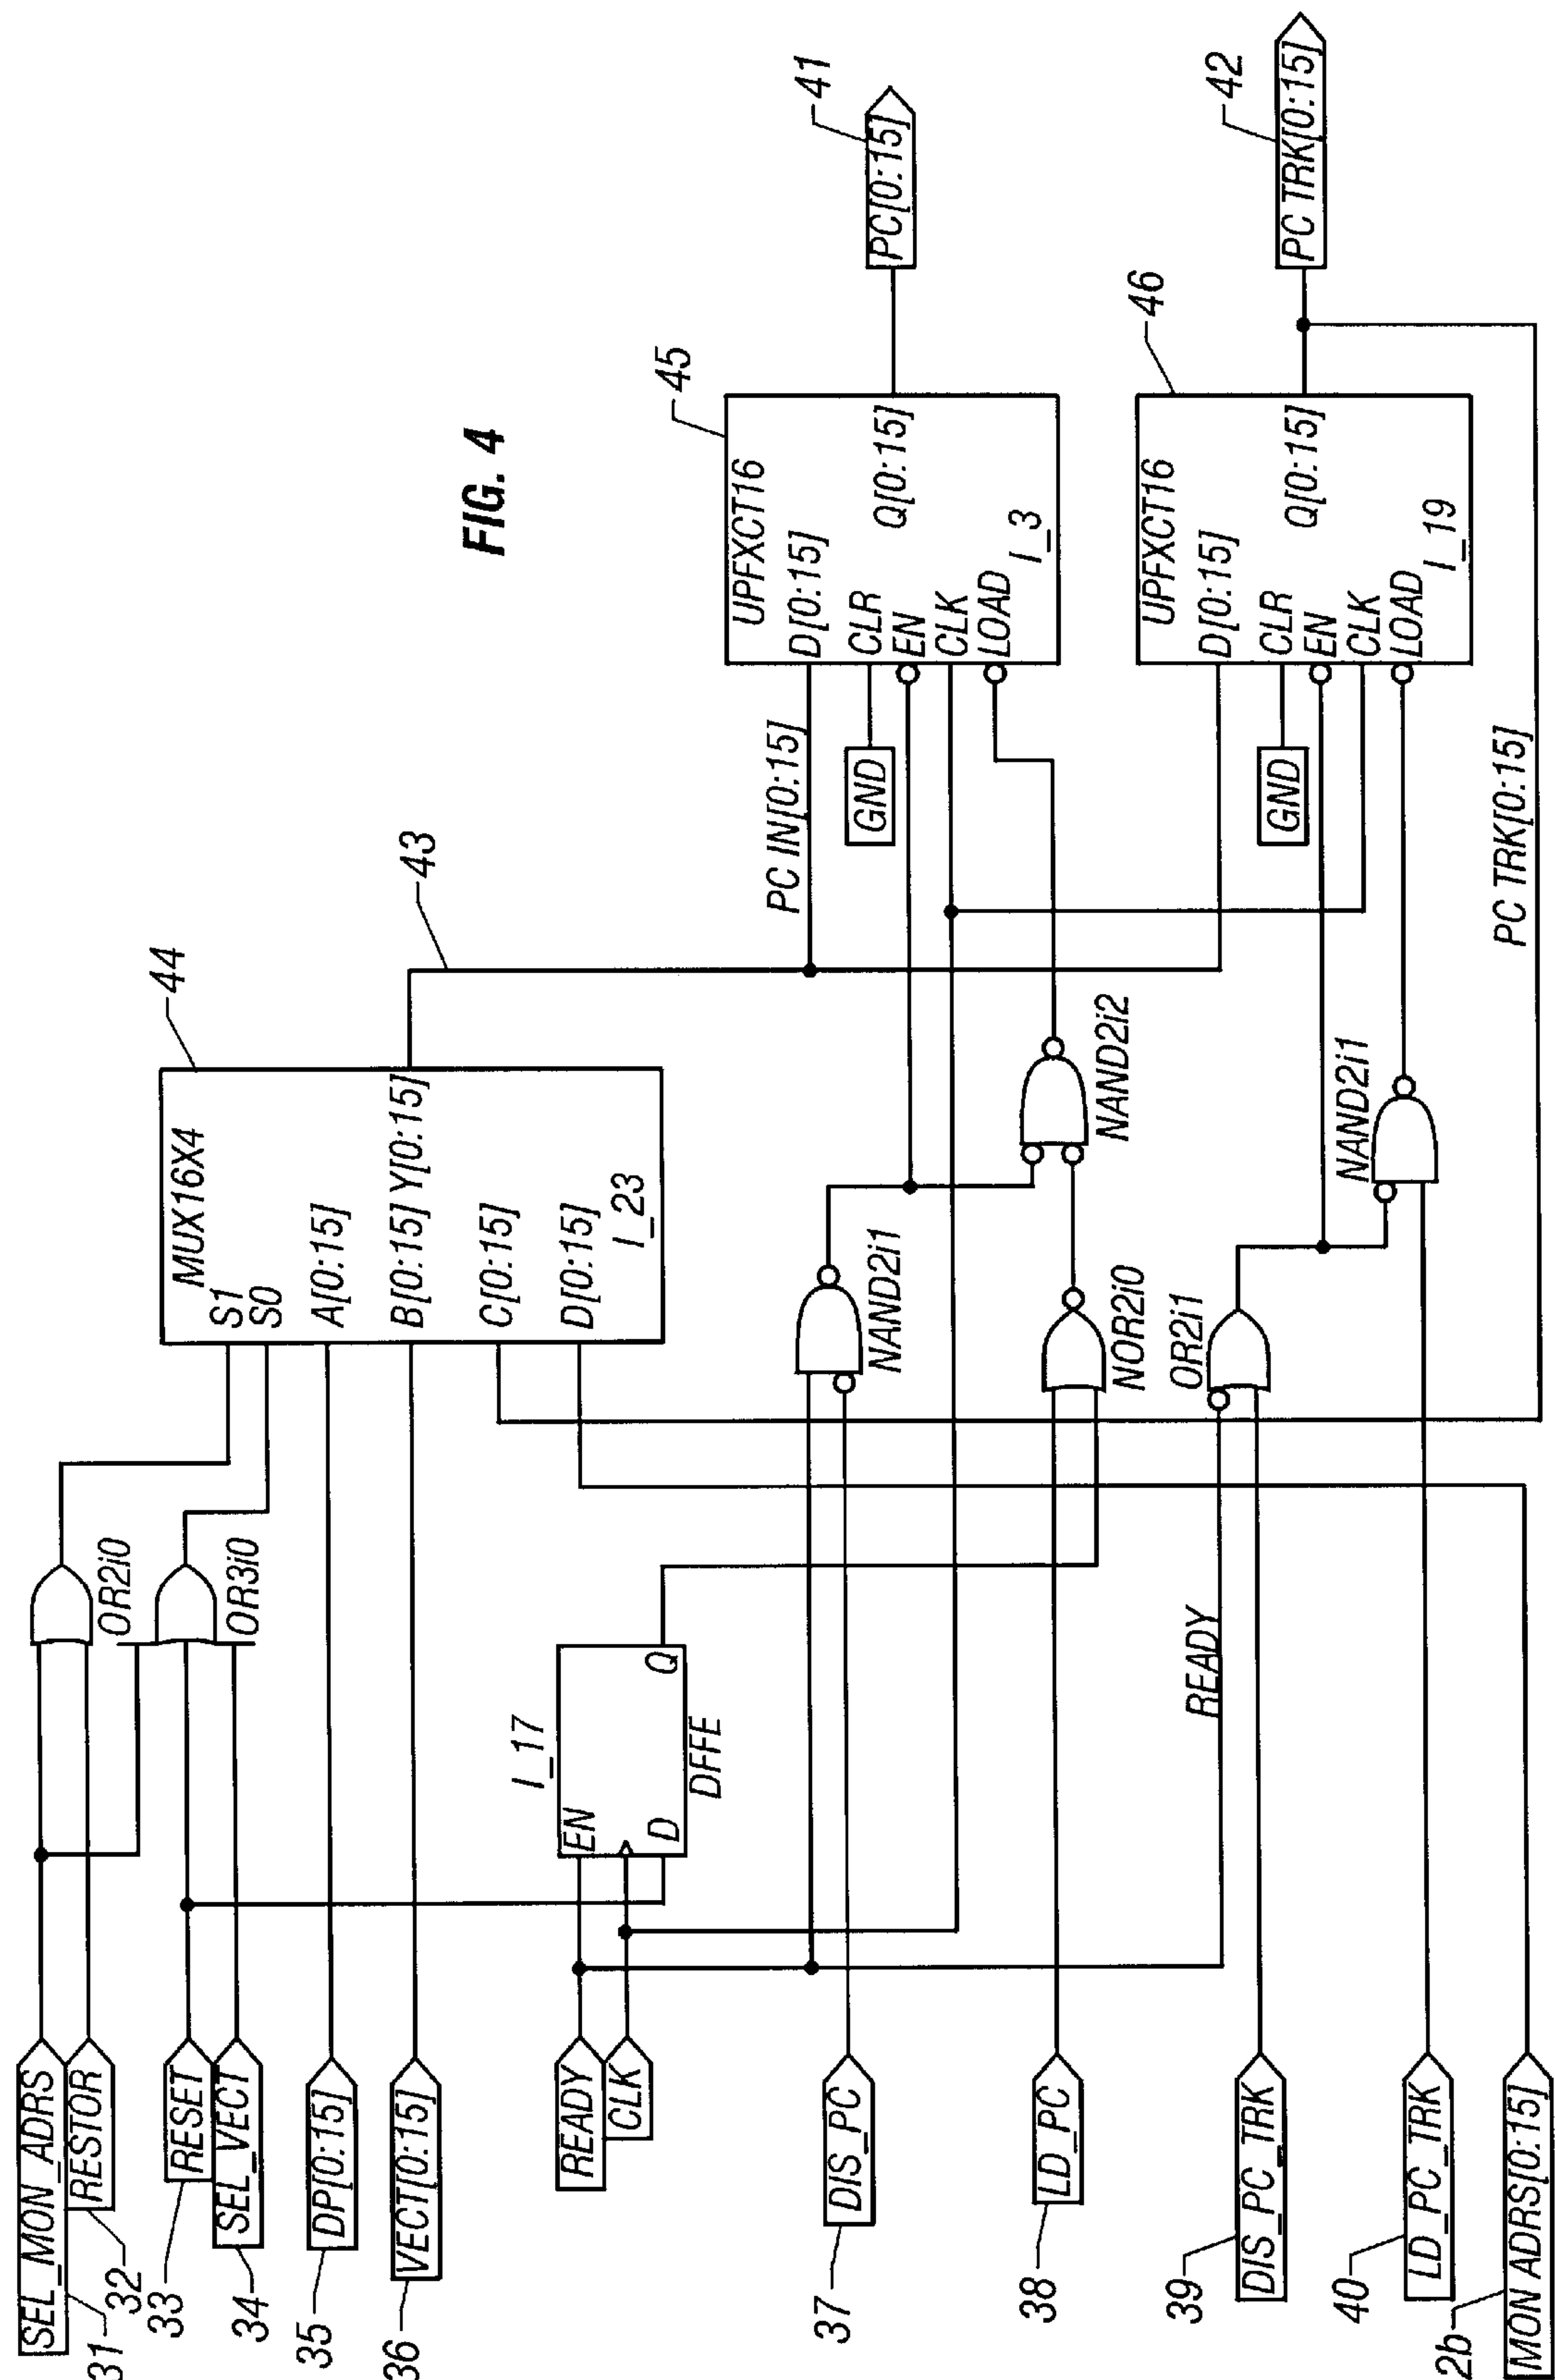 FIG. 4
SEL_MON_ADRS
31
RESTOR
32
RESET
33
SEL_VECT
34
DP[0:15]
35
VECT[0:15]
36
READY
CLK
DIS_PC
37
LD_PC
38
DIS_PC_TRK
39
LD_PC_TRK
40
MON ADRS[0:15]
2b
OR2i0
OR3i0
I_17
EN
D
Q
DFFE
READY
44
MUX16X4
S1
S0
A[0:15]
B[0:15] Y[0:15]
C[0:15]
D[0:15]
I_23
43
NAND2i1
NOR2i0
OR2i1
NAND2i2
NAND2i1
PC IN[0:15]
GND
GND
PC TRK[0:15]
45
UPFXCT16
D[0:15]
CLR
EN
CLK
LOAD
Q[0:15]
I_3
46
UPFXCT16
D[0:15]
CLR
EN
CLK
LOAD
Q[0:15]
I_19
41
PC[0:15]
42
PC TRK[0:15]